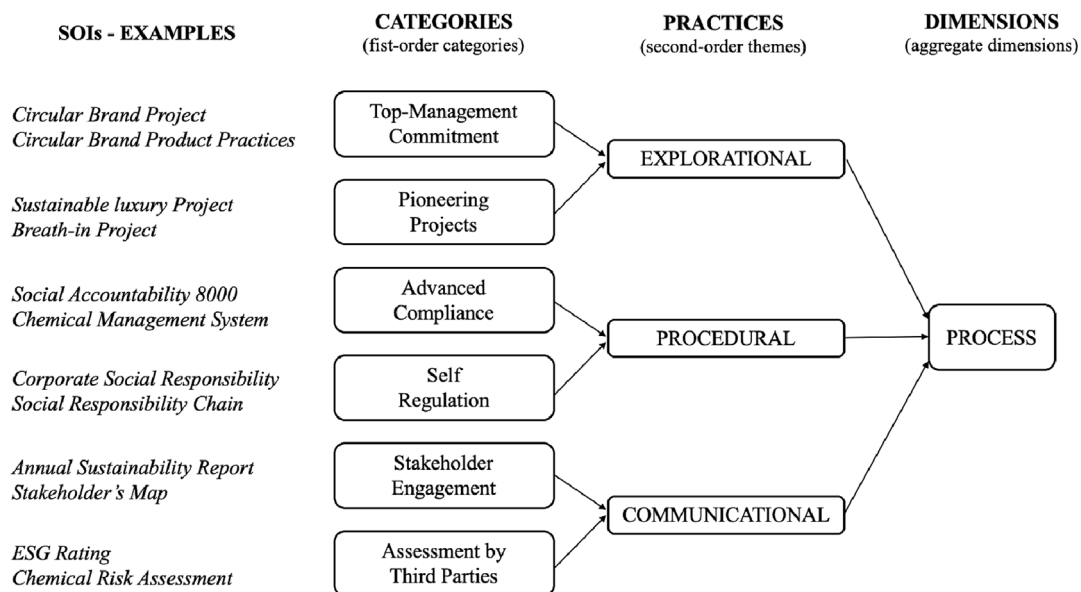 SOIs - EXAMPLES
CATEGORIES
(fist-order categories)
PRACTICES
(second-order themes)
DIMENSIONS
(aggregate dimensions)
Circular Brand Project
Circular Brand Product Practices
Top-Management
Commitment
EXPLORATIONAL
Sustainable luxury Project
Breath-in Project
Pioneering
Projects
Social Accountability 8000
Chemical Management System
Advanced
Compliance
PROCEDURAL
PROCESS
Corporate Social Responsibility
Social Responsibility Chain
Self
Regulation
Annual Sustainability Report
Stakeholder's Map
Stakeholder
Engagement
COMMUNICATIONAL
ESG Rating
Chemical Risk Assessment
Assessment by
Third Parties